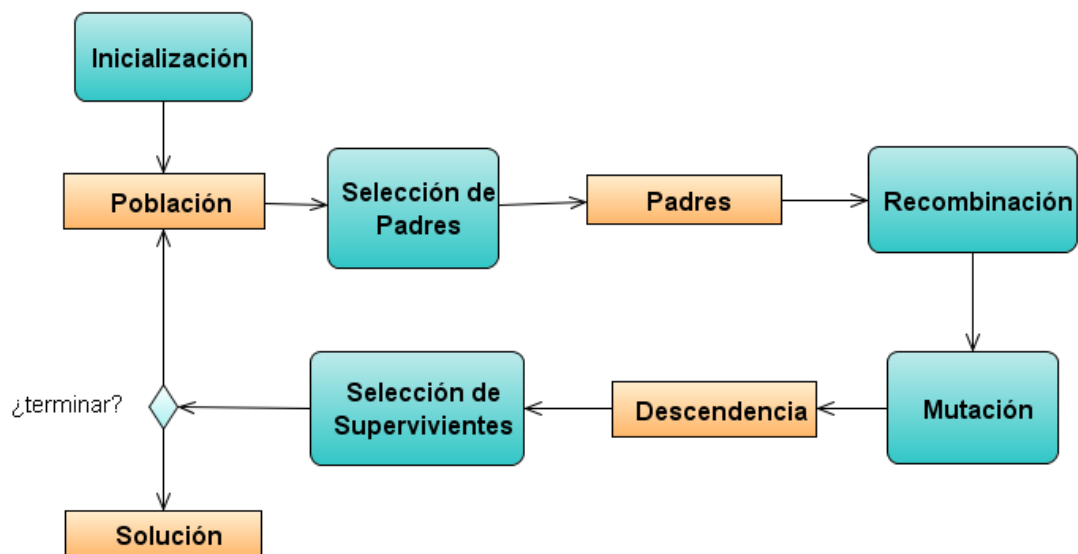 Inicialización
Población
Selección de
Padres
Padres
Recombinación
¿terminar?
Selección de
Supervivientes
Descendencia
Mutación
Solución